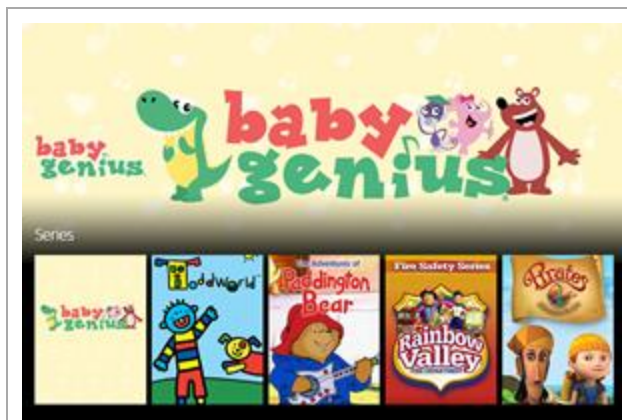 baby
genius
baby
genius
Series
baby
genius
Toddworld
The Adventures of
Paddington
Bear
Fire Safety Series
Rainbow
Valley
Pirates